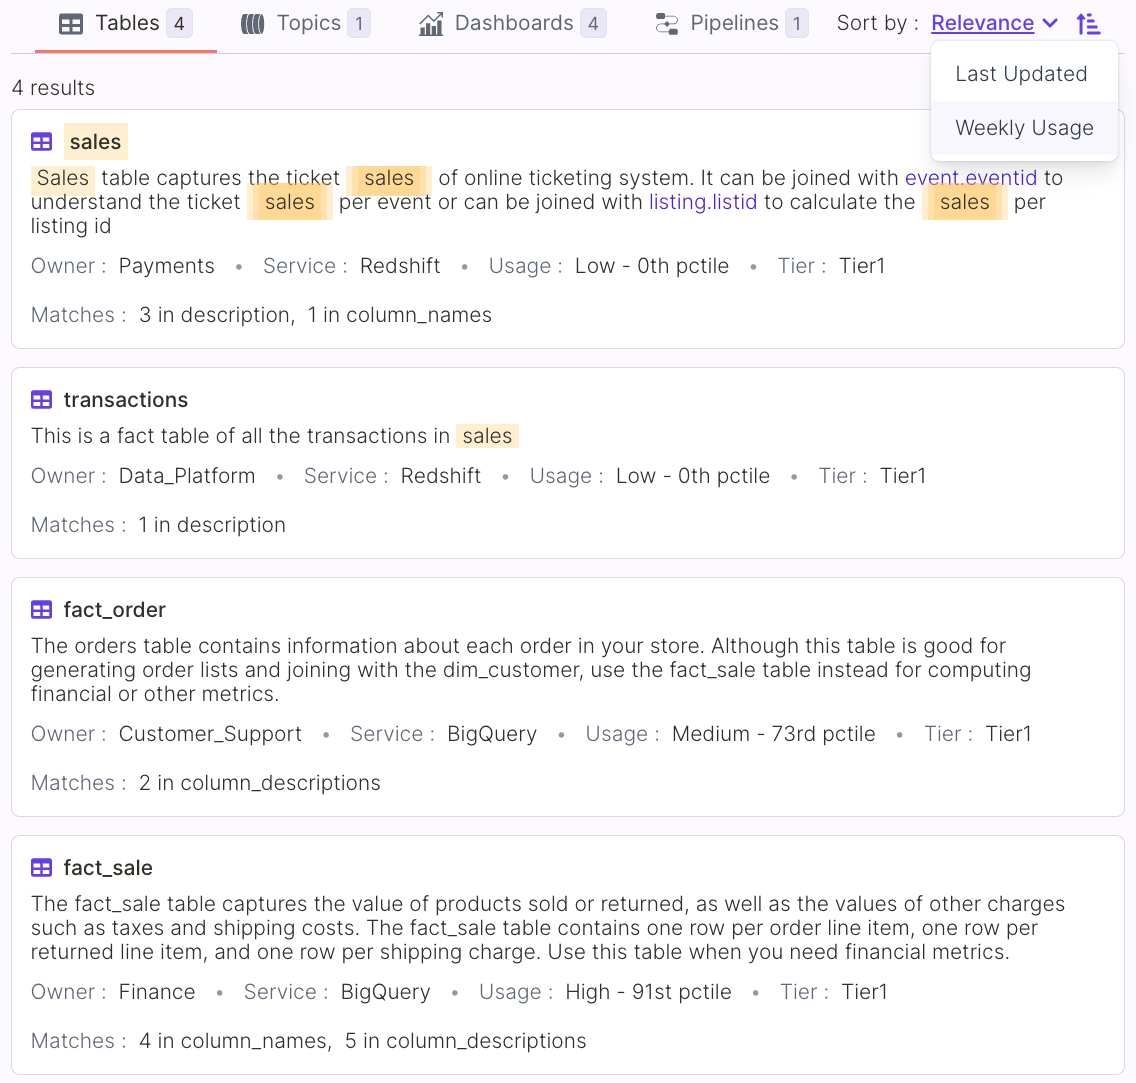 Tables 4 Topics 1 Dashboards 4 Pipelines 1 Sort by : Relevance
Last Updated
Weekly Usage
4 results
sales
Sales table captures the ticket sales of online ticketing system. It can be joined with event.eventid to
understand the ticket sales per event or can be joined with listing.listid to calculate the sales per
listing id
Owner : Payments • Service : Redshift • Usage : Low - 0th pctile • Tier : Tier1
Matches : 3 in description, 1 in column_names
transactions
This is a fact table of all the transactions in sales
Owner : Data_Platform • Service : Redshift • Usage : Low - 0th pctile • Tier : Tier1
Matches : 1 in description
fact_order
The orders table contains information about each order in your store. Although this table is good for
generating order lists and joining with the dim_customer, use the fact_sale table instead for computing
financial or other metrics.
Owner : Customer_Support • Service : BigQuery • Usage : Medium - 73rd pctile • Tier : Tier1
Matches : 2 in column_descriptions
fact_sale
The fact_sale table captures the value of products sold or returned, as well as the values of other charges
such as taxes and shipping costs. The fact_sale table contains one row per order line item, one row per
returned line item, and one row per shipping charge. Use this table when you need financial metrics.
Owner : Finance • Service : BigQuery • Usage : High - 91st pctile • Tier : Tier1
Matches : 4 in column_names, 5 in column_descriptions